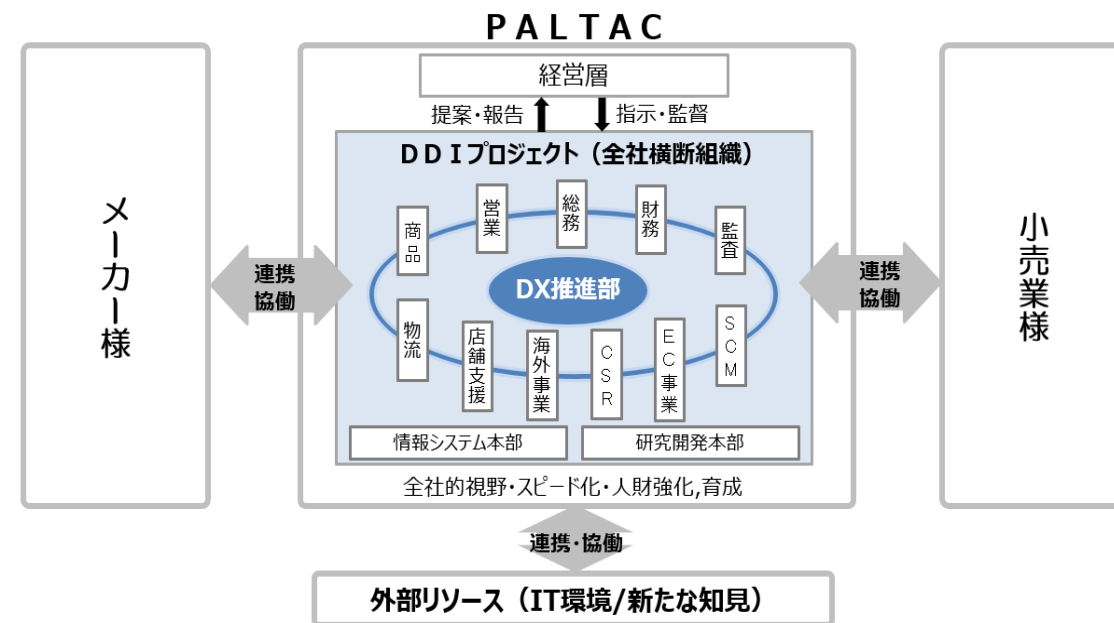 PALTAC
経営層
提案・報告
指示・監督
DDIプロジェクト（全社横断組織）
商品
営業
総務
財務
監査
DX推進部
物流
店舗支援
海外事業
CSR
EC事業
SCM
情報システム本部
研究開発本部
全社的視野・スピード化・人財強化,育成
メーカー様
連携
協働
連携
協働
小売業様
連携・協働
外部リソース（IT環境/新たな知見）